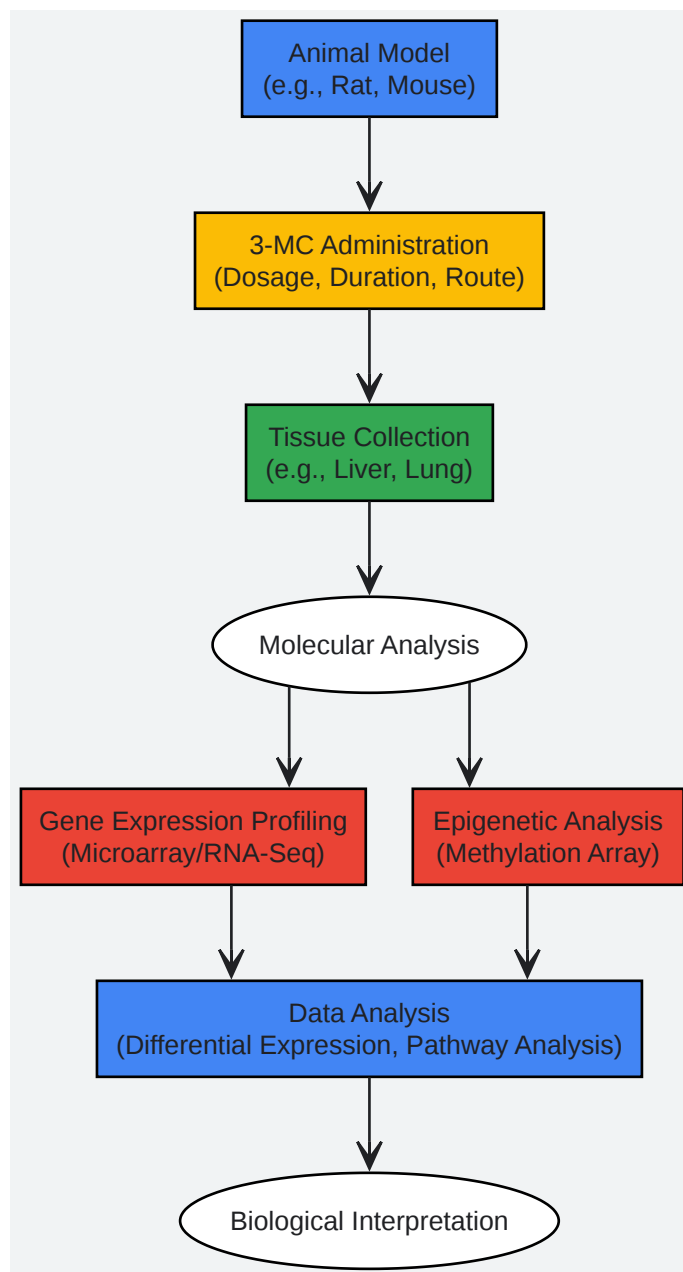 Animal Model
(e.g., Rat, Mouse)
3-MC Administration
(Dosage, Duration, Route)
Tissue Collection
(e.g., Liver, Lung)
Molecular Analysis
Gene Expression Profiling
(Microarray/RNA-Seq)
Epigenetic Analysis
(Methylation Array)
Data Analysis
(Differential Expression, Pathway Analysis)
Biological Interpretation